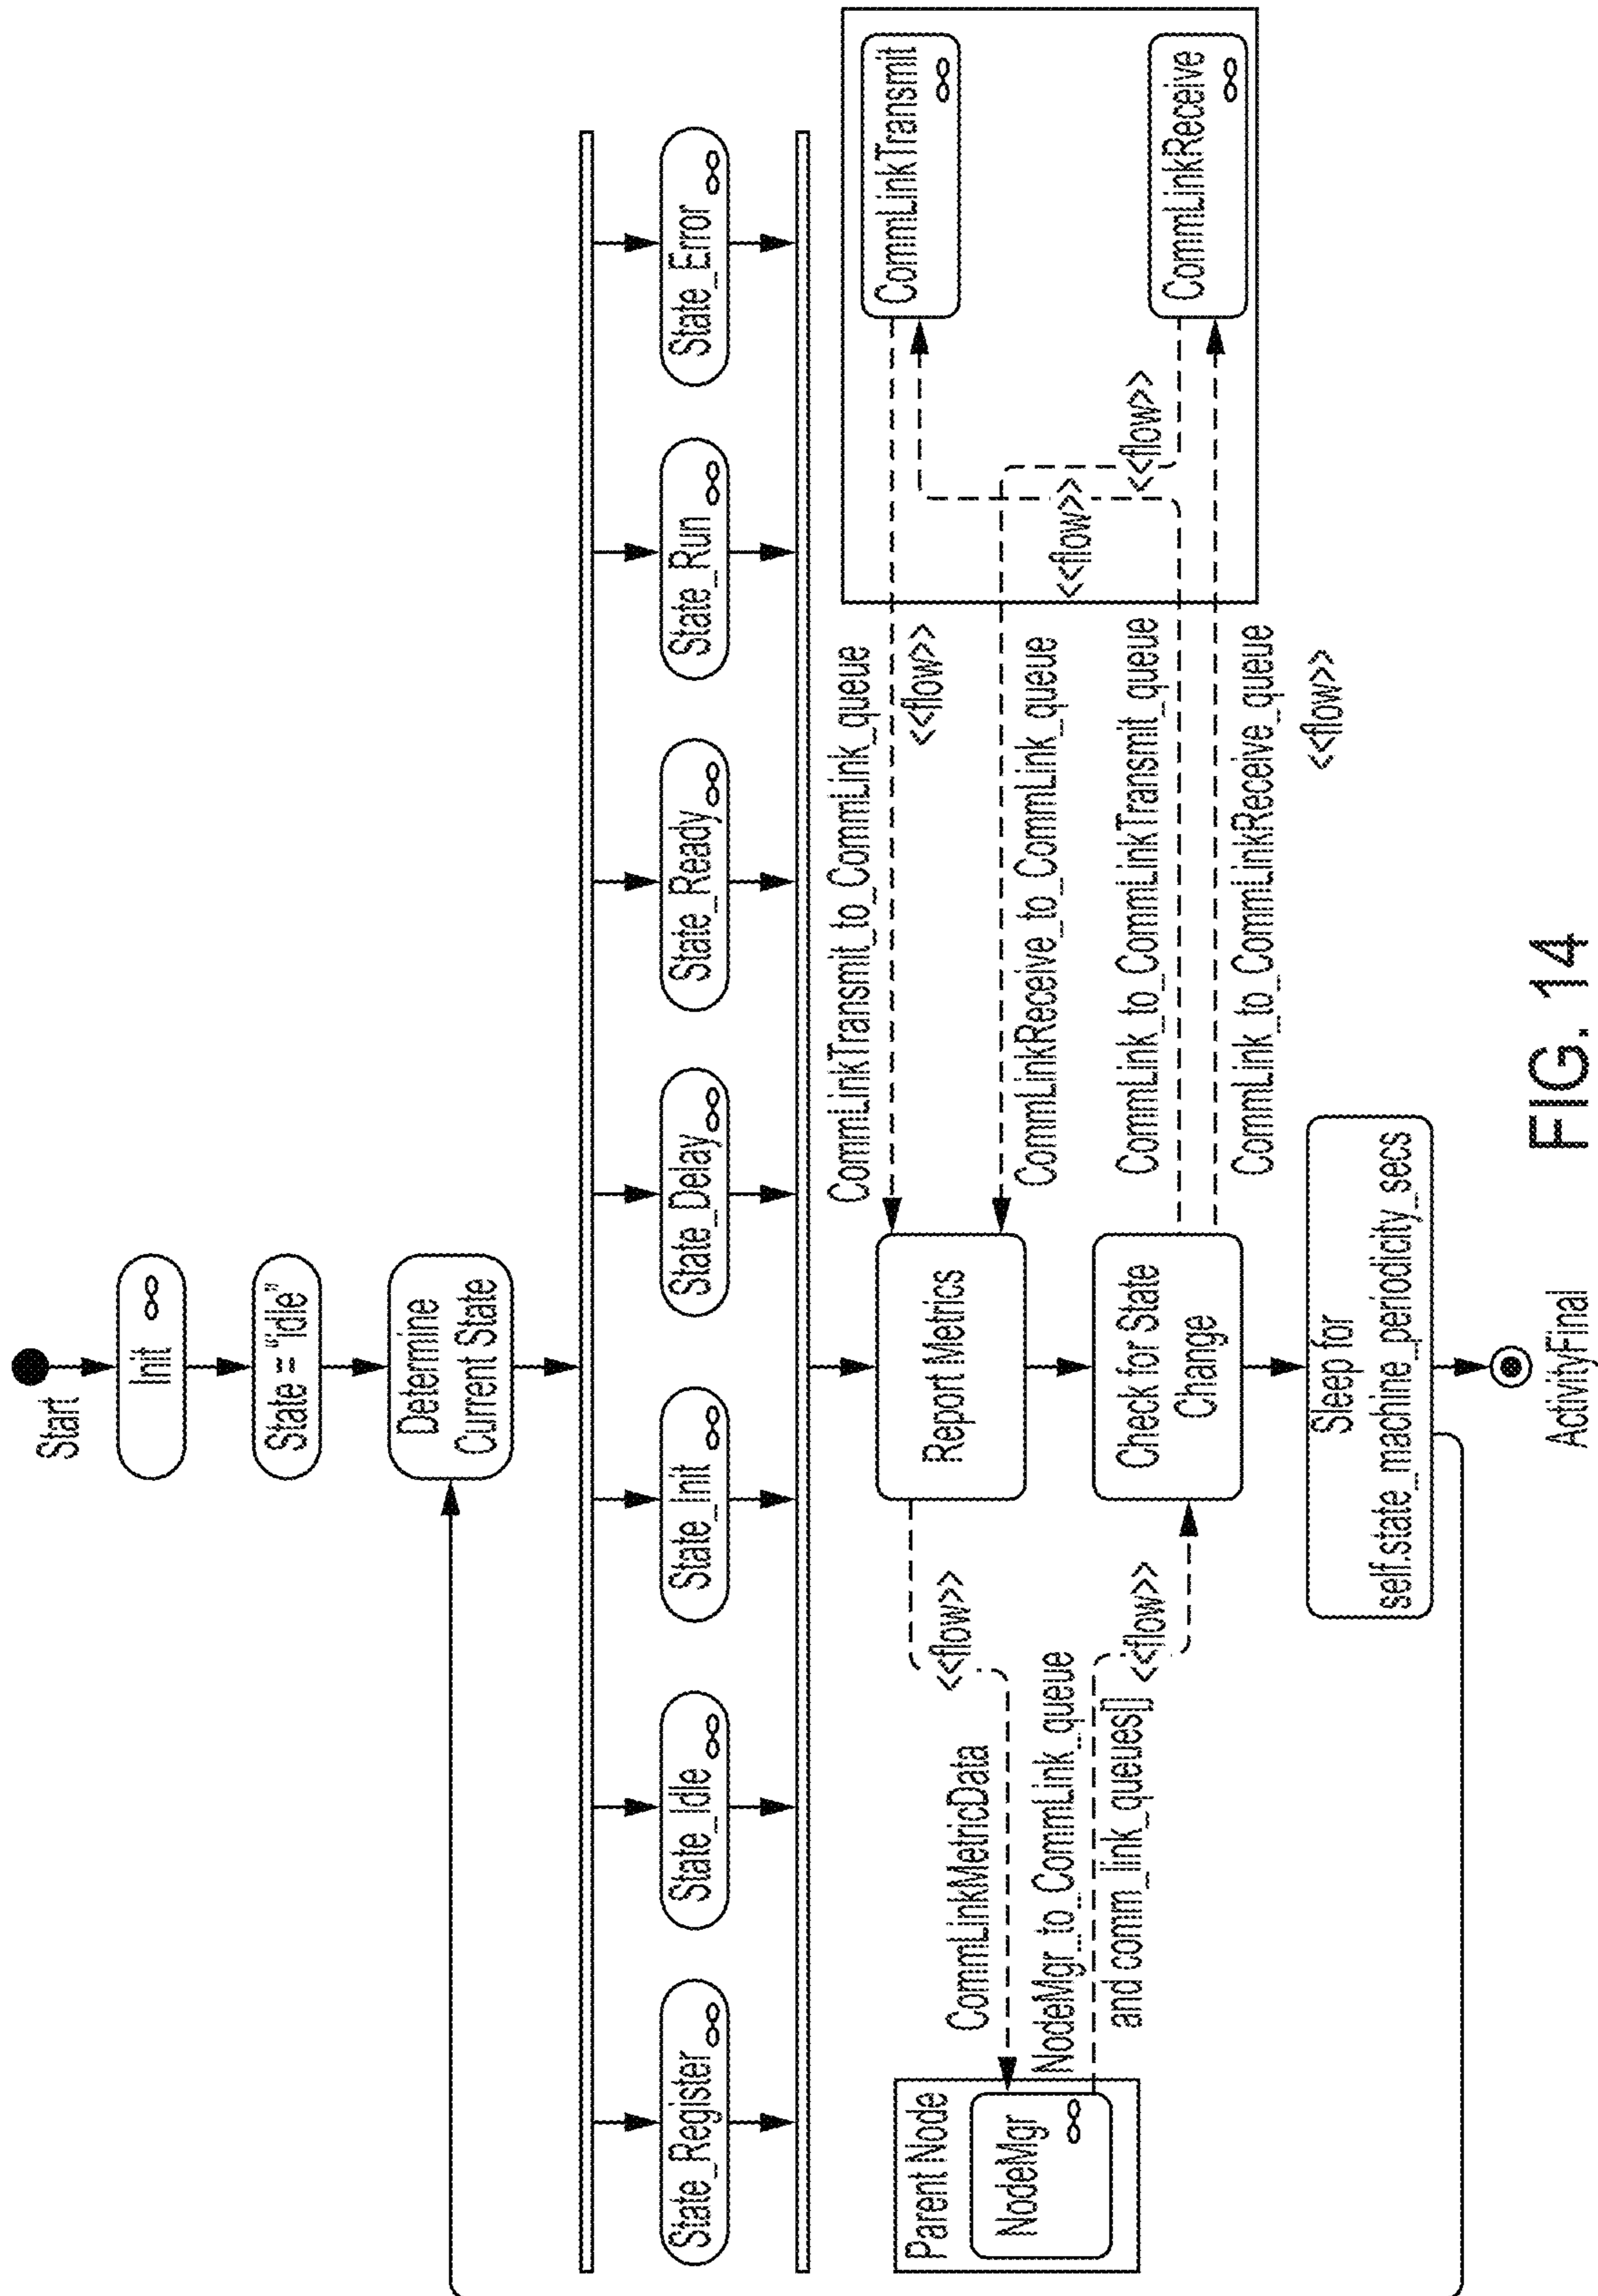 Start
Init
State = "idle"
Determine
Current State
State_Register
State_Idle
State_Init
State_Delay
State_Ready
State_Run
State_Error
CommLinkTransmit_to_CommLink_queue
<<flow>>
CommLinkTransmit
Report Metrics
<<flow>>
CommLinkMetricData
CommLinkReceive_to_CommLink_queue
<<flow>>
Parent Node
NodeMgr
NodeMgr_to_CommLink_queue
and comm_link_queues[]
<<flow>>
Check for State
Change
CommLink_to_CommLinkTransmit_queue
<<flow>>
CommLinkReceive
CommLink_to_CommLinkReceive_queue
<<flow>>
Sleep for
self.state_machine_periodicity_secs
ActivityFinal
FIG. 14